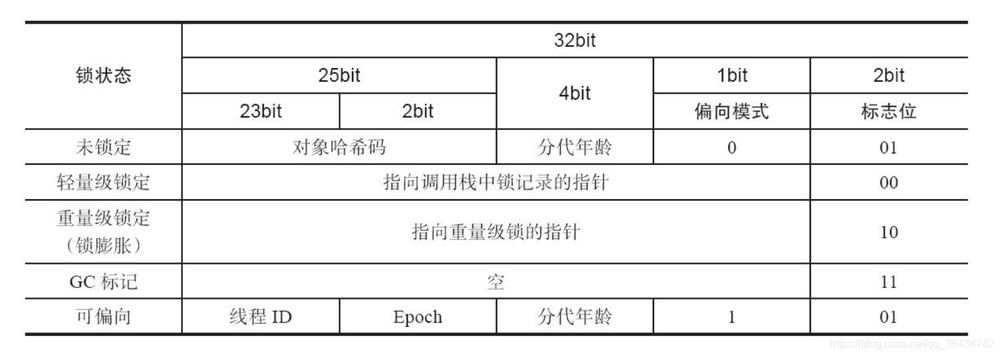 锁状态
32bit
25bit
4bit
1bit
2bit
23bit
2bit
偏向模式
标志位
未锁定
对象哈希码
分代年龄
0
01
轻量级锁定
指向调用栈中锁记录的指针
00
重量级锁定
（锁膨胀）
指向重量级锁的指针
10
GC 标记
空
11
可偏向
线程 ID
Epoch
分代年龄
1
01
https://blog.csdn.net/qq_36434742